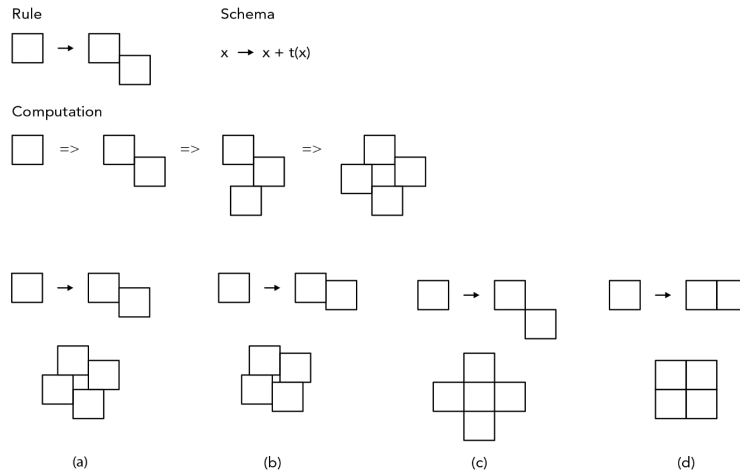 Rule
Schema
x → x + t(x)
Computation
=> => =>
(a) (b) (c) (d)